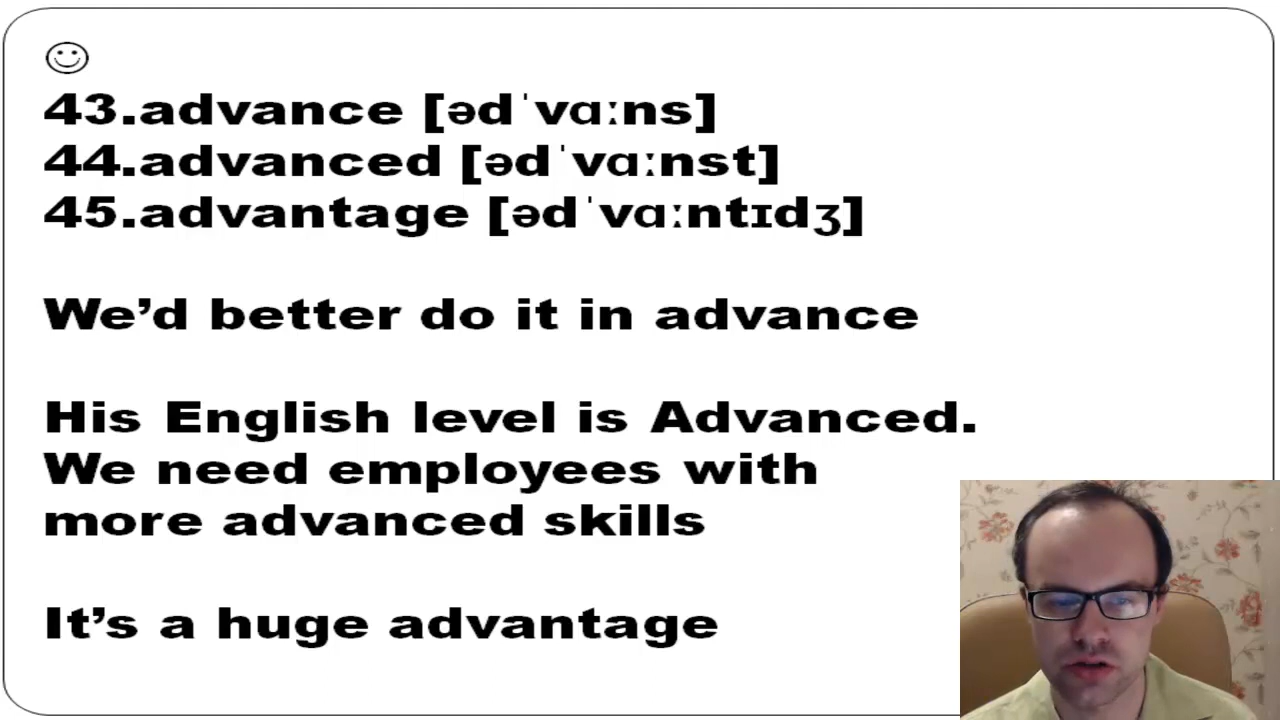 43.advance [ədˈvɑːns]
44.advanced [ədˈvɑːnst]
45.advantage [ədˈvɑːntɪdʒ]
We’d better do it in advance
His English level is Advanced.
We need employees with
more advanced skills
It’s a huge advantage